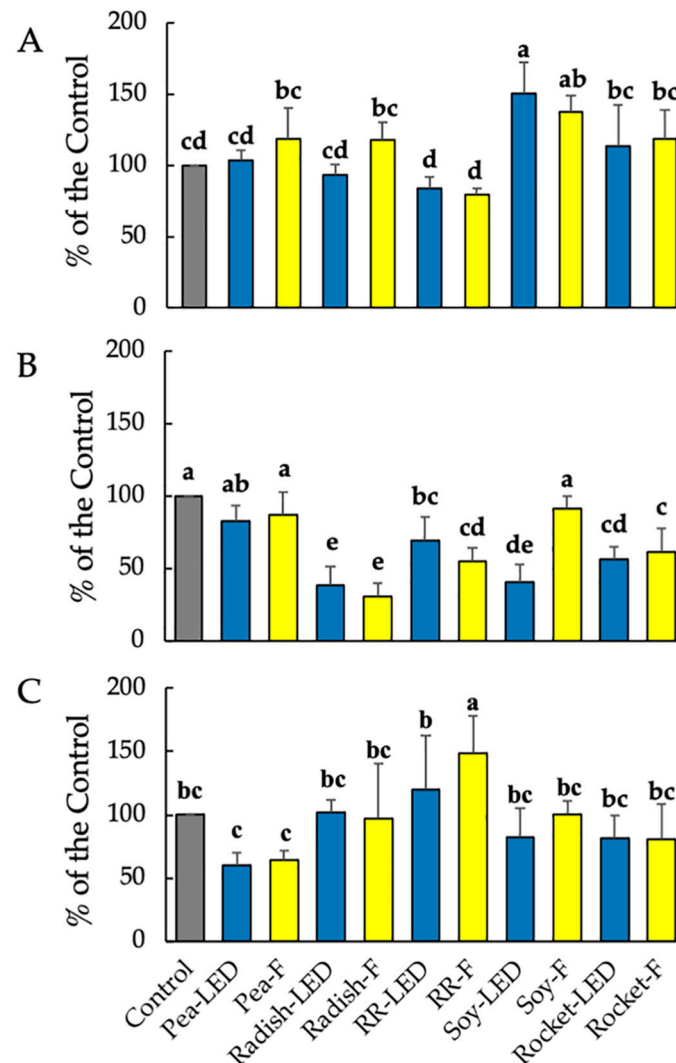 A
% of the Control
200
150
100
50
0
cd cd bc cd bc d d a ab bc bc
B
% of the Control
200
150
100
50
0
a ab a e e bc cd de a cd c
C
% of the Control
200
150
100
50
0
bc c c bc bc b a bc bc bc bc
Control Pea-LED Pea-F Radish-LED Radish-F RR-LED RR-F Soy-LED Soy-F Rocket-LED Rocket-F